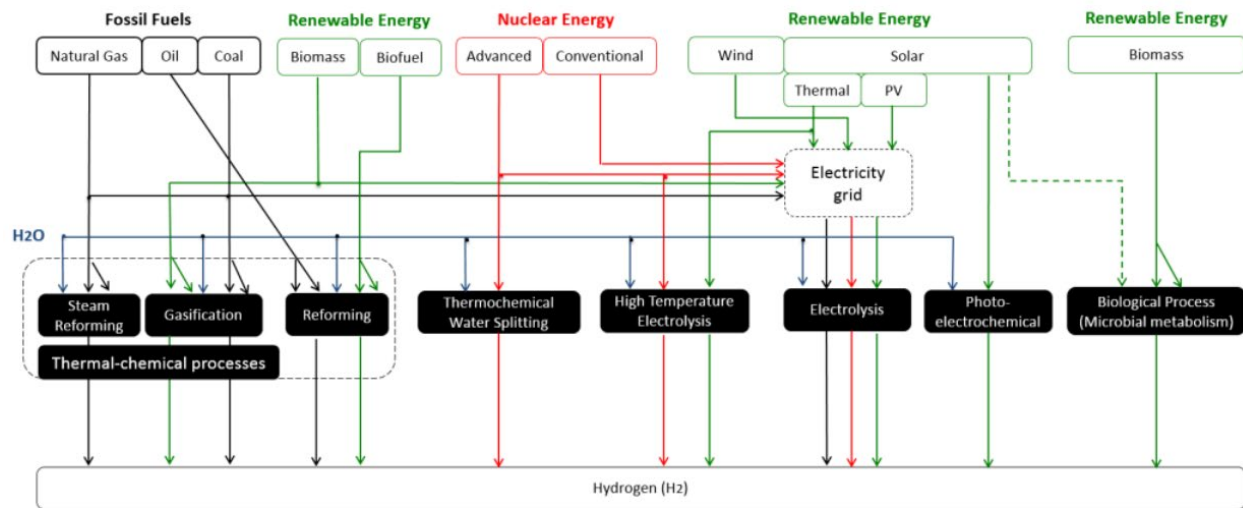 Fossil Fuels
Renewable Energy
Nuclear Energy
Renewable Energy
Renewable Energy
Natural Gas
Oil
Coal
Biomass
Biofuel
Advanced
Conventional
Wind
Solar
Biomass
Thermal
PV
Electricity
grid
H2O
Steam
Reforming
Gasification
Reforming
Thermochemical
Water Splitting
High Temperature
Electrolysis
Electrolysis
Photo-
electrochemical
Biological Process
(Microbial metabolism)
Thermal-chemical processes
Hydrogen (H2)